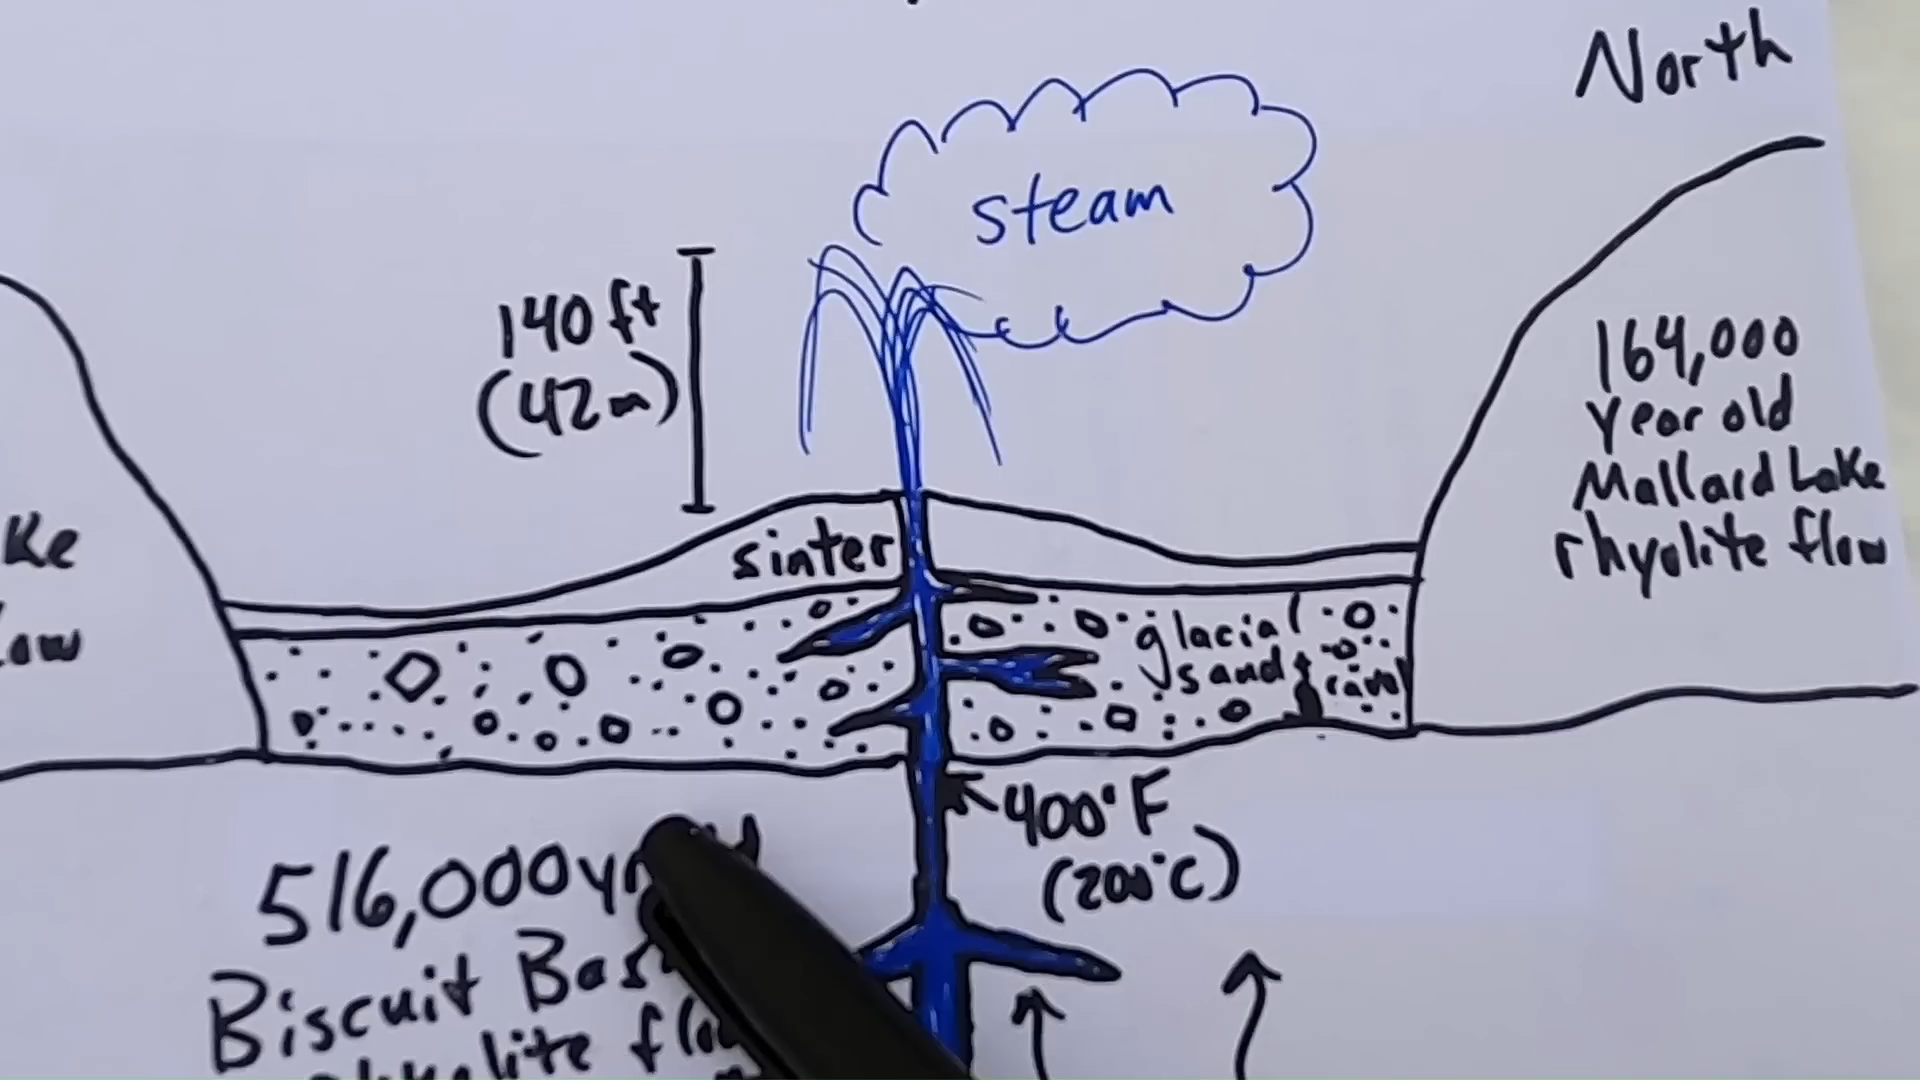 North
steam
140 ft
(42m)
164,000
year old
Mallard Lake
rhyolite flow
ke
sinter
glacial
sand +
400°F
(200°C)
516,000
Biscuit